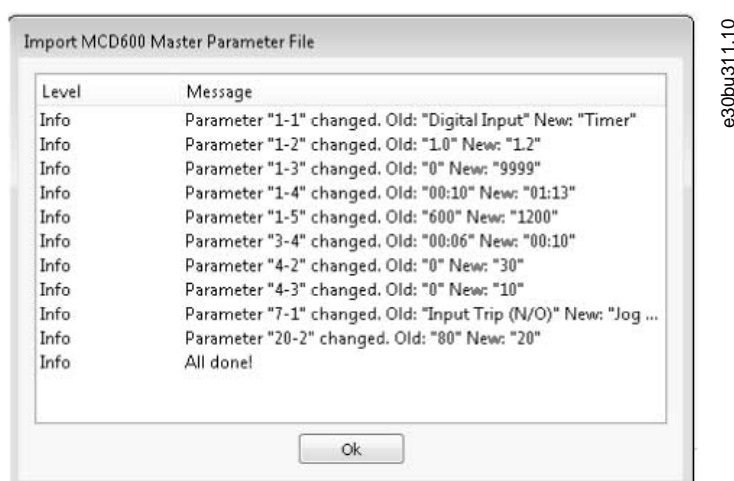 Import MCD600 Master Parameter File
Level Message
Info Parameter "1-1" changed. Old: "Digital Input" New: "Timer"
Info Parameter "1-2" changed. Old: "1.0" New: "1.2"
Info Parameter "1-3" changed. Old: "0" New: "9999"
Info Parameter "1-4" changed. Old: "00:10" New: "01:13"
Info Parameter "1-5" changed. Old: "600" New: "1200"
Info Parameter "3-4" changed. Old: "00:06" New: "00:10"
Info Parameter "4-2" changed. Old: "0" New: "30"
Info Parameter "4-3" changed. Old: "0" New: "10"
Info Parameter "7-1" changed. Old: "Input Trip (N/O)" New: "Jog ...
Info Parameter "20-2" changed. Old: "80" New: "20"
Info All done!
Ok
e30bu311.10